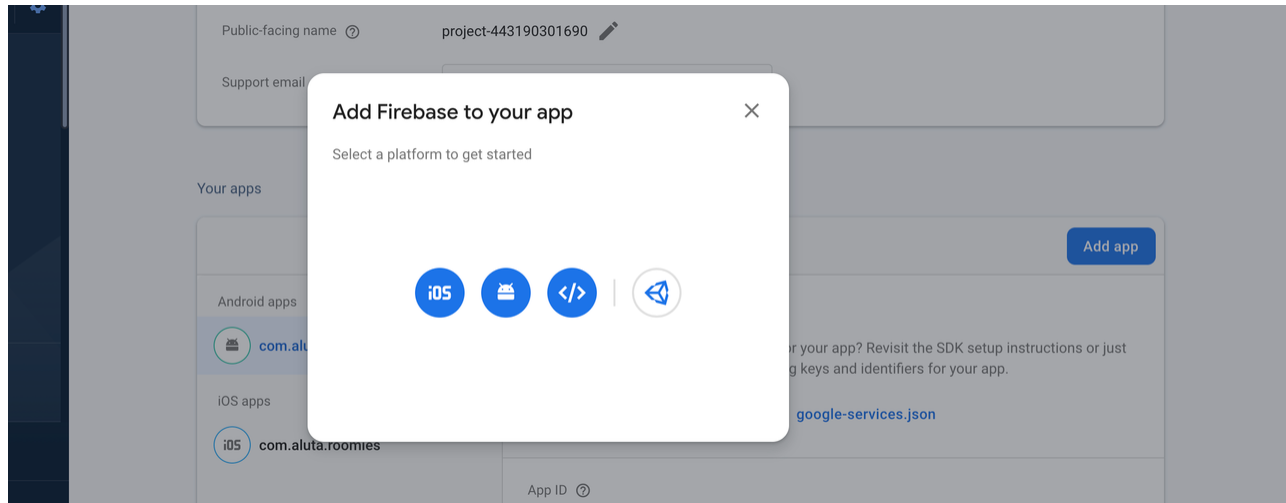 Public-facing name
project-443190301690
Support email
Add Firebase to your app
Select a platform to get started
iOS
</>
Your apps
Add app
Android apps
your app? Revisit the SDK setup instructions or just
keys and identifiers for your app.
google-services.json
iOS apps
iOS com.aluta.roomies
App ID